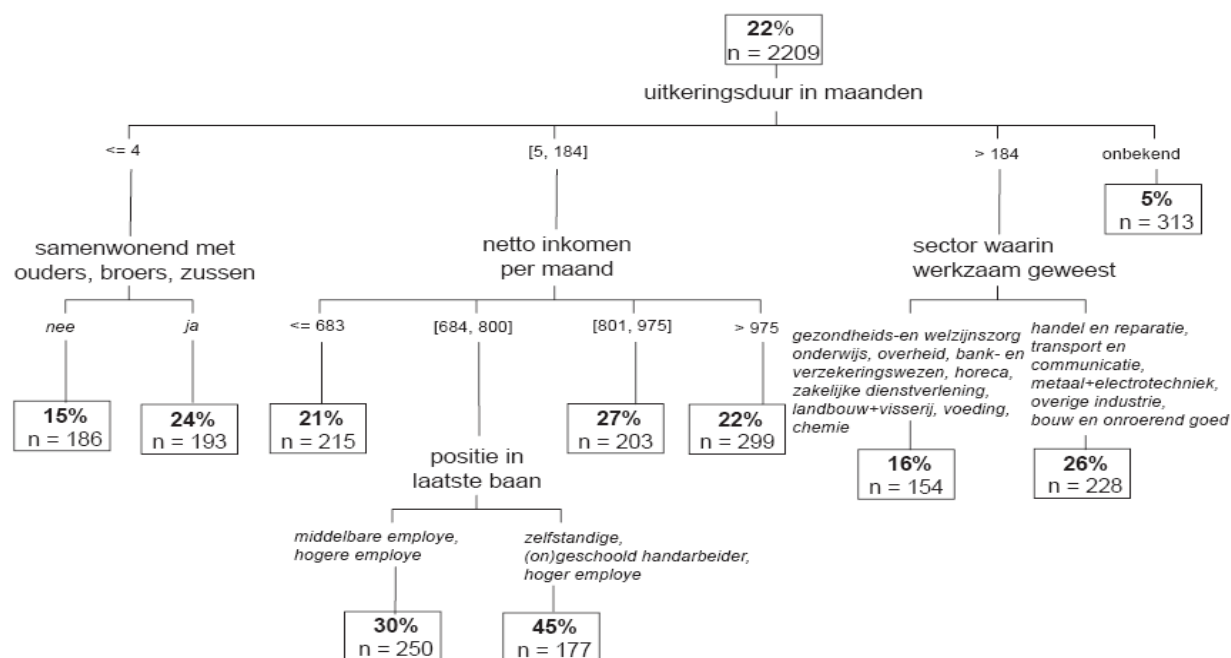 22%
n = 2209
uitkeringsduur in maanden
<= 4
[5, 184]
> 184
onbekend
5%
n = 313
samenwonend met
ouders, broers, zussen
netto inkomen
per maand
sector waarin
werkzaam geweest
nee
ja
<= 683
[684, 800]
[801, 975]
> 975
gezondheids-en welzijnszorg
onderwijs, overheid, bank- en
verzekeringswezen, horeca,
zakelijke dienstverlening,
landbouw+visserij, voeding,
chemie
handel en reparatie,
transport en
communicatie,
metaal+electrotechniek,
overige industrie,
bouw en onroerend goed
15%
n = 186
24%
n = 193
21%
n = 215
27%
n = 203
22%
n = 299
16%
n = 154
26%
n = 228
positie in
laatste baan
middelbare employe,
hogere employe
zelfstandige,
(on)geschoold handarbeider,
hoger employe
30%
n = 250
45%
n = 177